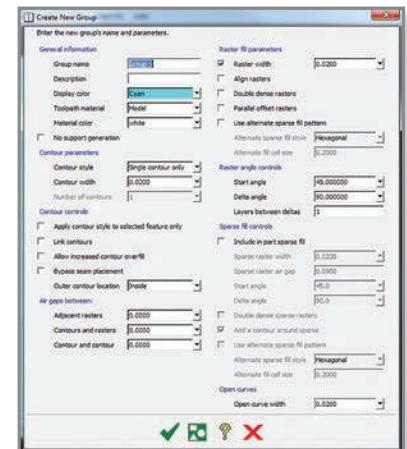 Create New Group
Enter the new group's name and parameters.
General information
Group name
Description
Display color Cyan
Toolpath material Model
Material color white
No support generation
Contour parameters
Contour style Single contour only
Contour width 0.0200
Number of contours 1
Contour controls
Apply contour style to selected feature only
Link contours
Allow increased contour overfill
Bypass seam placement
Outer contour location Inside
Air gaps between:
Adjacent rasters 0.0000
Contours and rasters 0.0000
Contour and contour 0.0000
Raster fill parameters
Raster width 0.0200
Align rasters
Double dense rasters
Parallel offset rasters
Use alternate sparse fill pattern
Alternate sparse fill style Hexagonal
Alternate fill cell size 0.2000
Raster angle controls
Start angle 45.000000
Delta angle 90.000000
Layers between deltas 1
Sparse fill controls
Include in part sparse fill
Sparse raster width 0.0220
Sparse raster air gap 0.0900
Start angle 45.0
Delta angle 90.0
Double dense sparse rasters
Add a contour around sparse
Use alternate sparse fill pattern
Alternate sparse fill style Hexagonal
Alternate fill cell size 0.2000
Open curves
Open curve width 0.0200